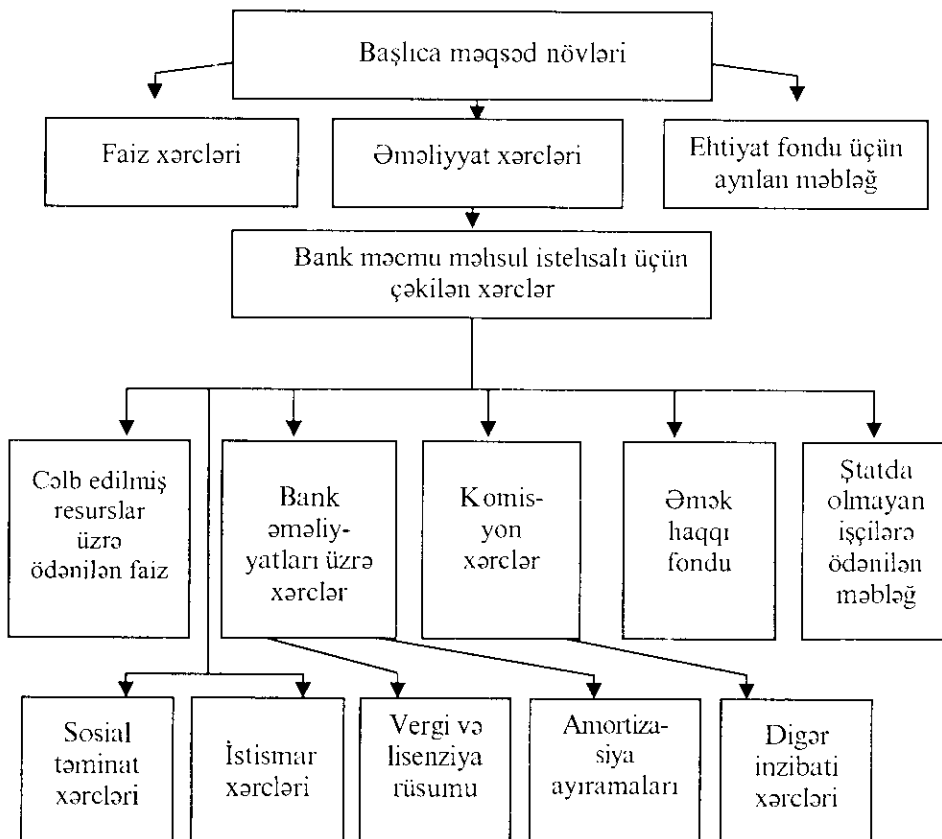 Başlıca məqsəd növləri
Faiz xərcləri
Əməliyyat xərcləri
Ehtiyat fondu üçün
ayrılan məbləğ
Bank məcmu məhsul istehsalı üçün
çəkilən xərclər
Cəlb edilmiş
resurslar
üzrə
ödənilən faiz
Bank
əməliy-
yatları üzrə
xərclər
Komis-
yon
xərclər
Əmək
haqqı
fondu
Ştatda
olmayan
işçilərə
ödənilən
məbləğ
Sosial
təminat
xərcləri
İstismar
xərcləri
Vergi və
lisenziya
rüsumu
Amortiza-
siya
ayıramaları
Digər
inzibati
xərcləri